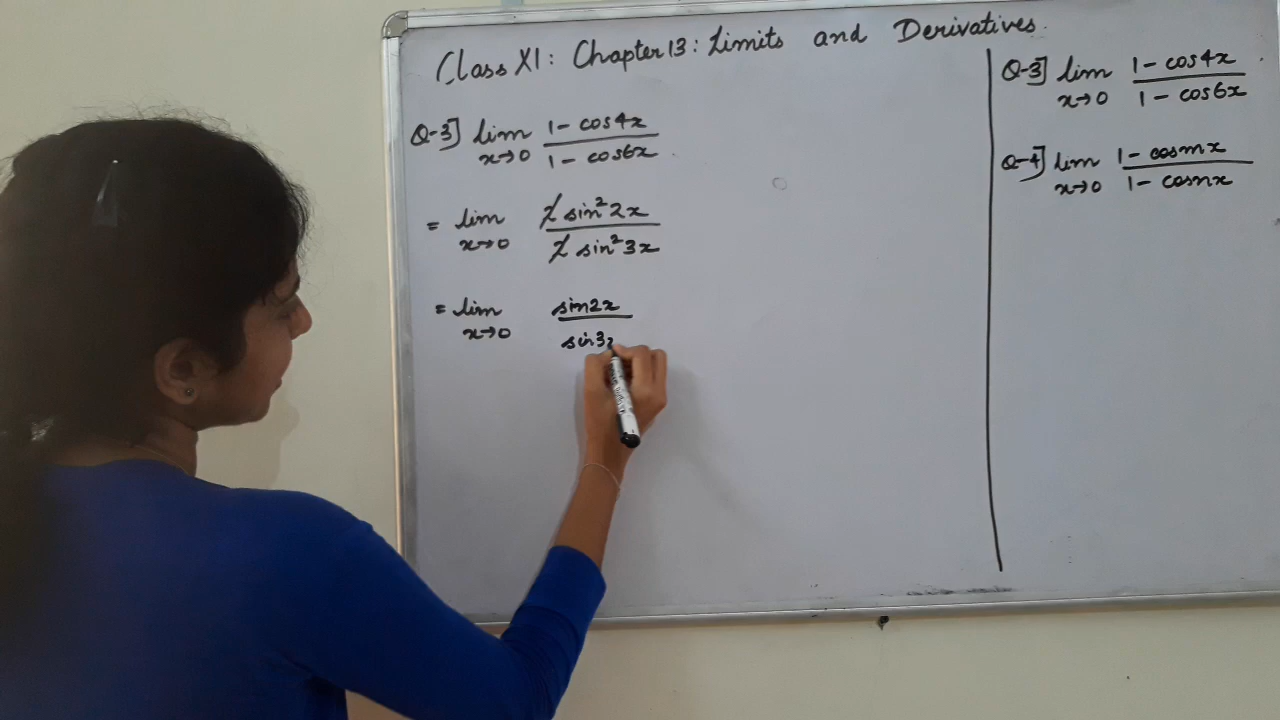 Class XI: Chapter 13: Limits and Derivatives.
Q-3] lim x→0 1 - cos4x / 1 - cos6x
= lim x→0 2 sin²2x / 2 sin²3x
= lim x→0 sin2x / sin3x
Q-3] lim x→0 1 - cos4x / 1 - cos6x
Q-4] lim x→0 1 - cosmx / 1 - cosnx